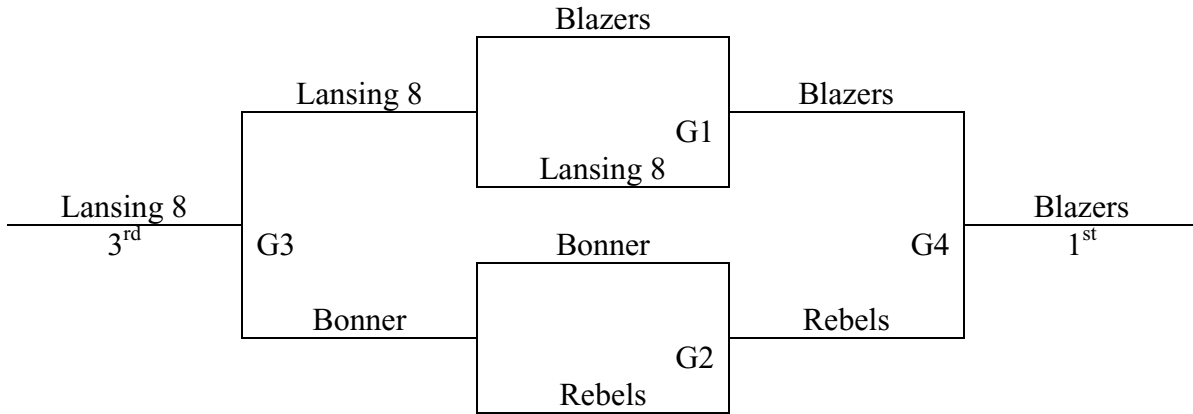 Blazers
Lansing 8
Blazers
G1
Lansing 8
Lansing 8
Blazers
3rd
G3
Bonner
G4
1st
Bonner
Rebels
G2
Rebels